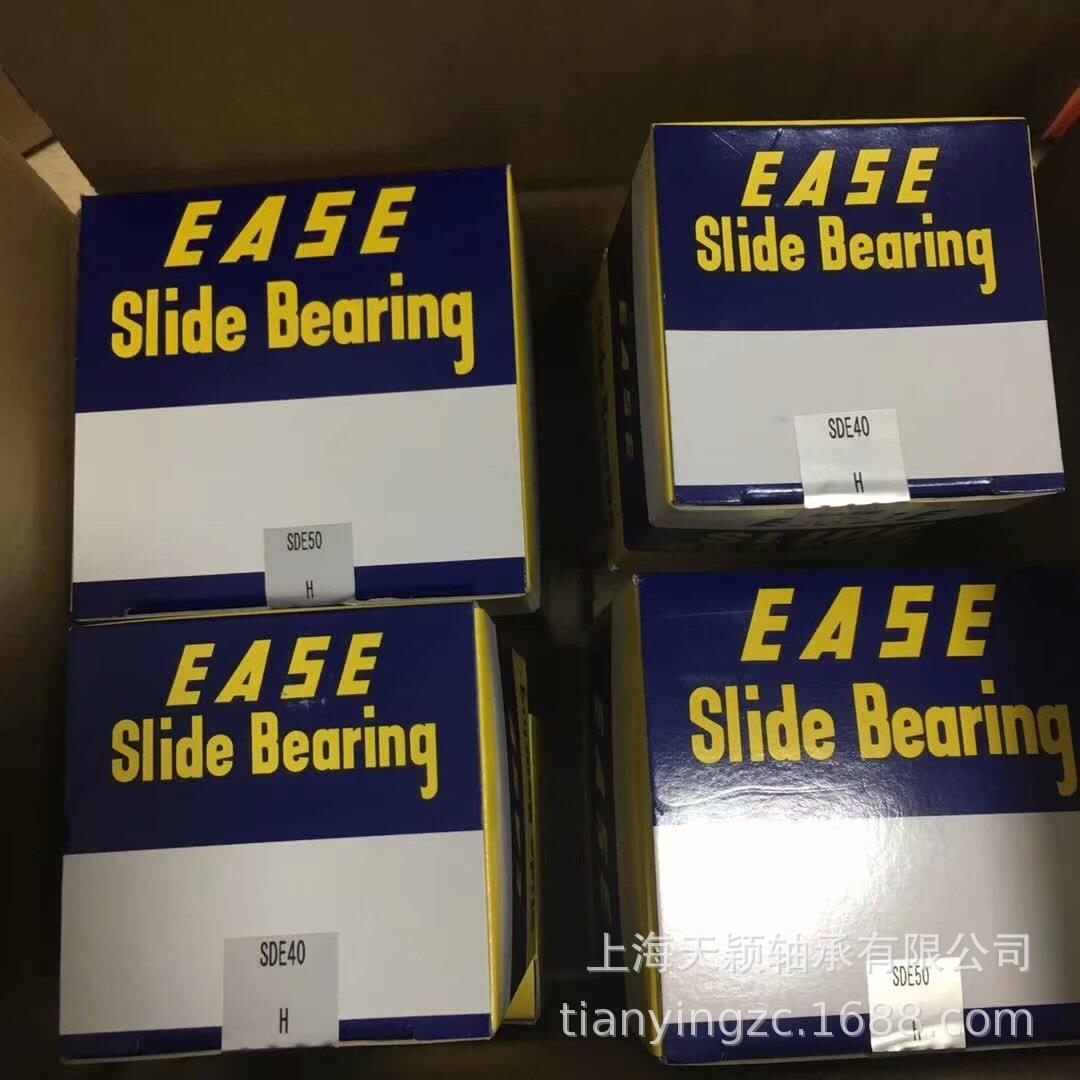 EASE
Slide Bearing
SDE50
H
EASE
Slide Bearing
SDE40
H
EASE
Slide Bearing
SDE40
H
EASE
Slide Bearing
SDE50
H
上海天颖轴承有限公司
tianyingzc.1688.com